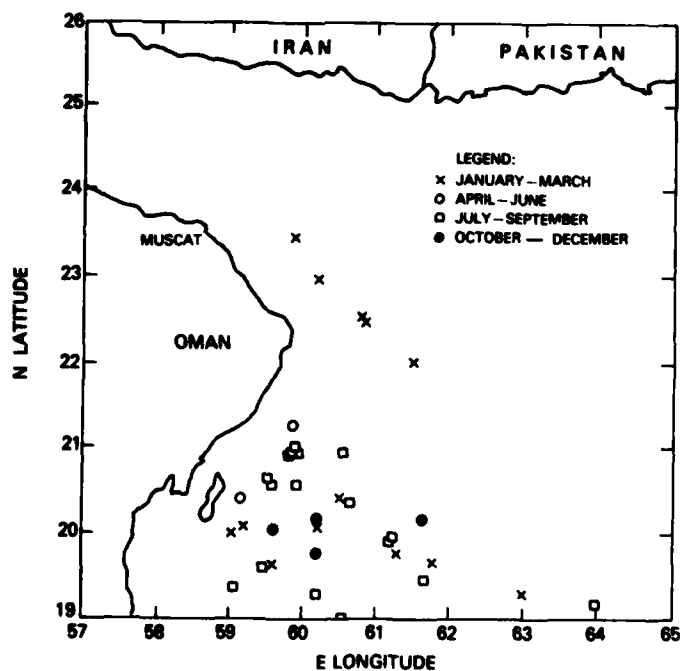 26
IRAN
PAKISTAN
25
24
LEGEND:
× JANUARY – MARCH
○ APRIL – JUNE
□ JULY – SEPTEMBER
● OCTOBER — DECEMBER
MUSCAT
23
N LATITUDE
OMAN
22
21
20
19
57 58 59 60 61 62 63 64 65
E LONGITUDE